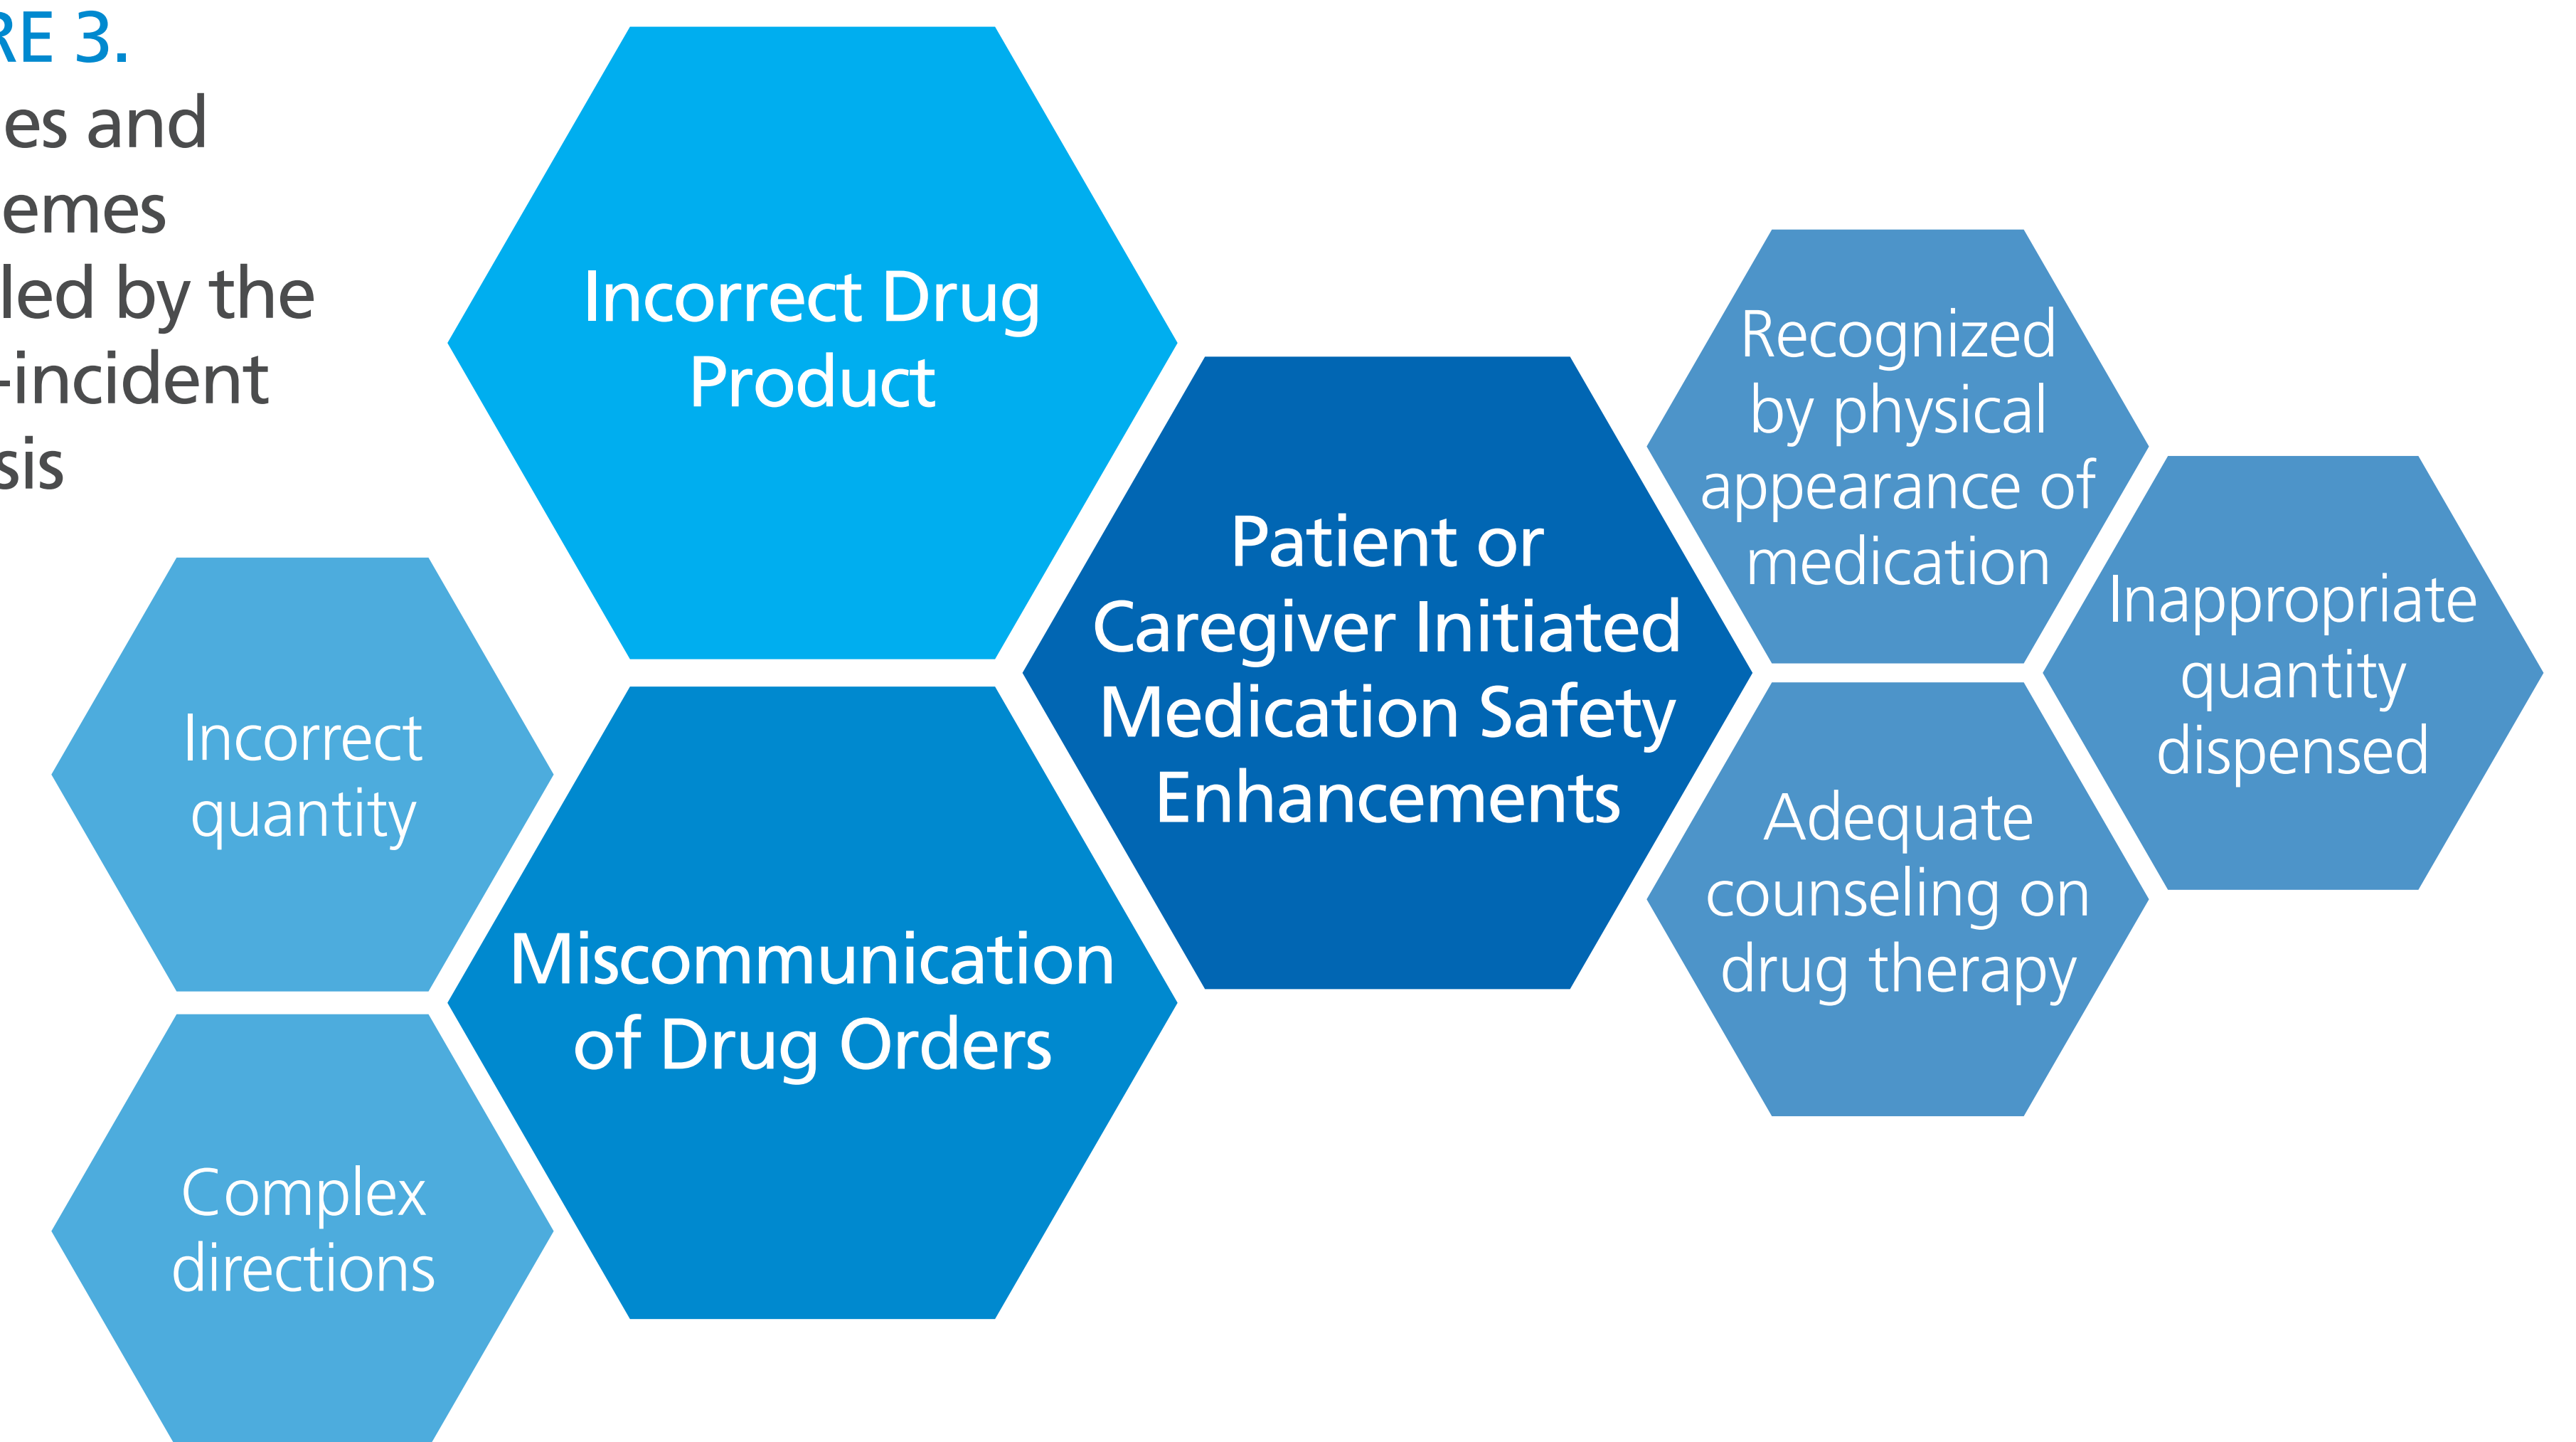 RE 3.
es and
emes
led by the
-incident
sis
Incorrect Drug
Product
Recognized
by physical
appearance of
medication
Patient or
Caregiver Initiated
Medication Safety
Enhancements
Inappropriate
quantity
dispensed
Incorrect
quantity
Adequate
counseling on
drug therapy
Miscommunication
of Drug Orders
Complex
directions